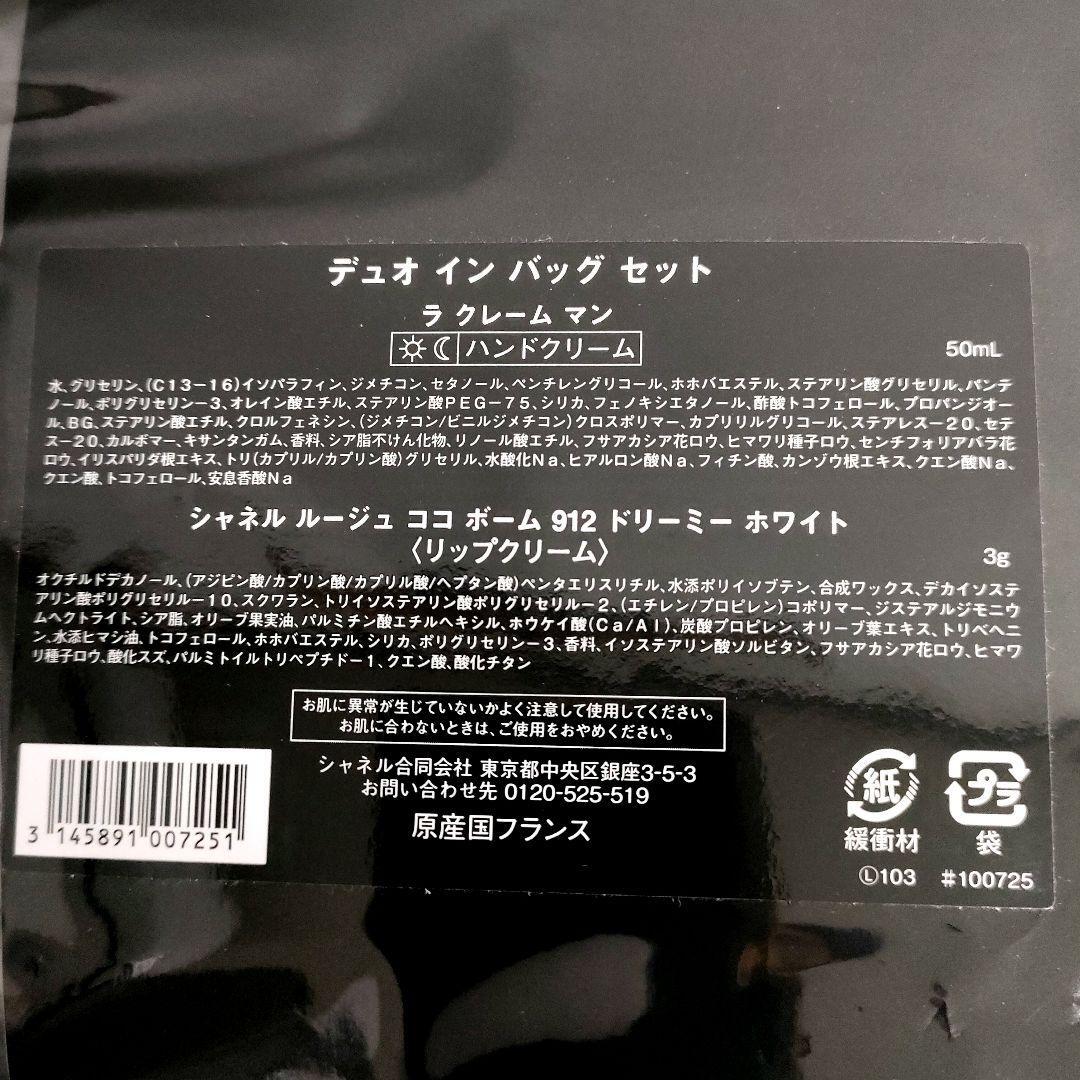 デュオ イン バッグ セット
ラ クレーム マン
ハンドクリーム
50mL
水、グリセリン、(C13-16)イソパラフィン、ジメチコン、セタノール、ペンチレングリコール、ホホバエステル、ステアリン酸グリセリル、パンテ
ノール、ポリグリセリン-3、オレイン酸エチル、ステアリン酸PEG-75、シリカ、フェノキシエタノール、酢酸トコフェロール、プロパンジオー
ル、BG、ステアリン酸エチル、クロルフェネシン、(ジメチコン/ビニルジメチコン)クロスポリマー、カプリリルグリコール、ステアレス-20、セテ
ス-20、カルボマー、キサンタンガム、香料、シア脂不けん化物、リノール酸エチル、フサアカシア花ロウ、ヒマワリ種子ロウ、センチフォリアバラ花
ロウ、イリスパリダ根エキス、トリ(カプリル/カプリン酸)グリセリル、水酸化Na、ヒアルロン酸Na、フィチン酸、カンゾウ根エキス、クエン酸Na、
クエン酸、トコフェロール、安息香酸Na
シャネル ルージュ ココ ボーム 912 ドリーミー ホワイト
〈リップクリーム〉
3g
オクチルドデカノール、(アジピン酸/カプリン酸/カプリル酸/ヘプタン酸)ペンタエリスリチル、水添ポリイソブテン、合成ワックス、デカイソステ
アリン酸ポリグリセリル-10、スクワラン、トリイソステアリン酸ポリグリセリル-2、(エチレン/プロピレン)コポリマー、ジステアルジモニウ
ムヘクトライト、シア脂、オリーブ果実油、パルミチン酸エチルヘキシル、ホウケイ酸(Ca/Al)、炭酸プロピレン、オリーブ葉エキス、トリベヘニ
ン、水添ヒマシ油、トコフェロール、ホホバエステル、シリカ、ポリグリセリン-3、香料、イソステアリン酸ソルビタン、フサアカシア花ロウ、ヒマワ
リ種子ロウ、酸化スズ、パルミトイルトリペプチド-1、クエン酸、酸化チタン
お肌に異常が生じていないかよく注意して使用してください。
お肌に合わないときは、ご使用をおやめください。
シャネル合同会社 東京都中央区銀座3-5-3
お問い合わせ先 0120-525-519
原産国フランス
3 145891 007251
紙
緩衝材
プラ
袋
Ⓛ103 #100725